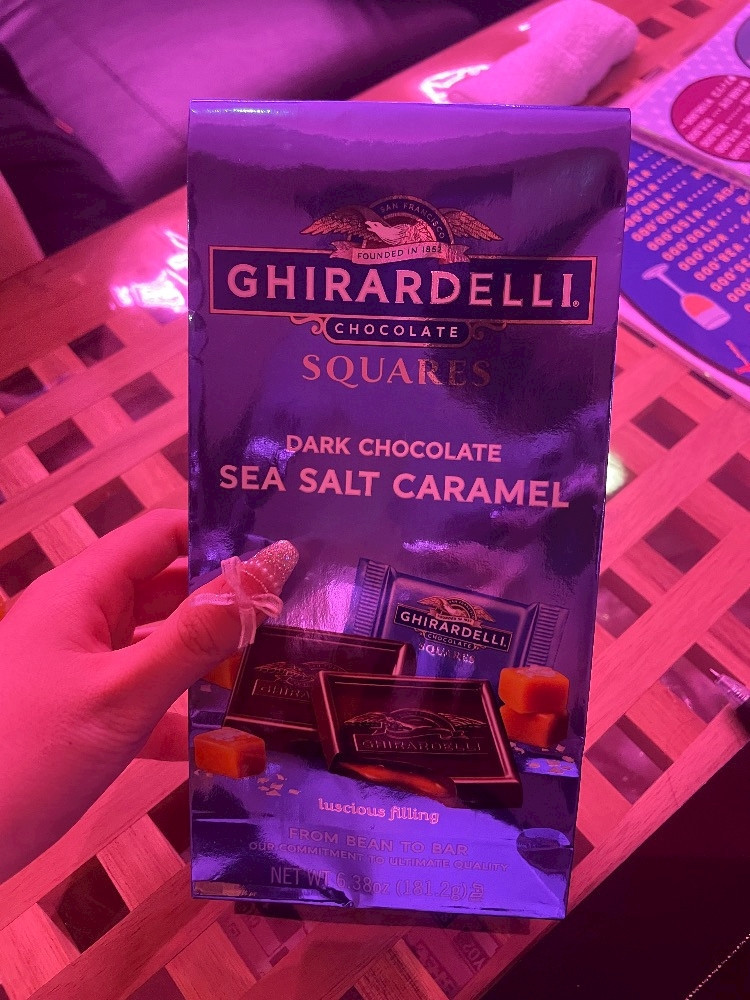 SAN FRANCISCO
FOUNDED IN 1852
GHIRARDELLI®
CHOCOLATE
SQUARES
DARK CHOCOLATE
SEA SALT CARAMEL
GHIRARDELLI
CHOCOLATE
SQUARES
GHIRA
GHIRARDELLI
luscious filling
FROM BEAN TO BAR
OUR COMMITMENT TO ULTIMATE QUALITY
NET WT 6.38oz (181.2g)